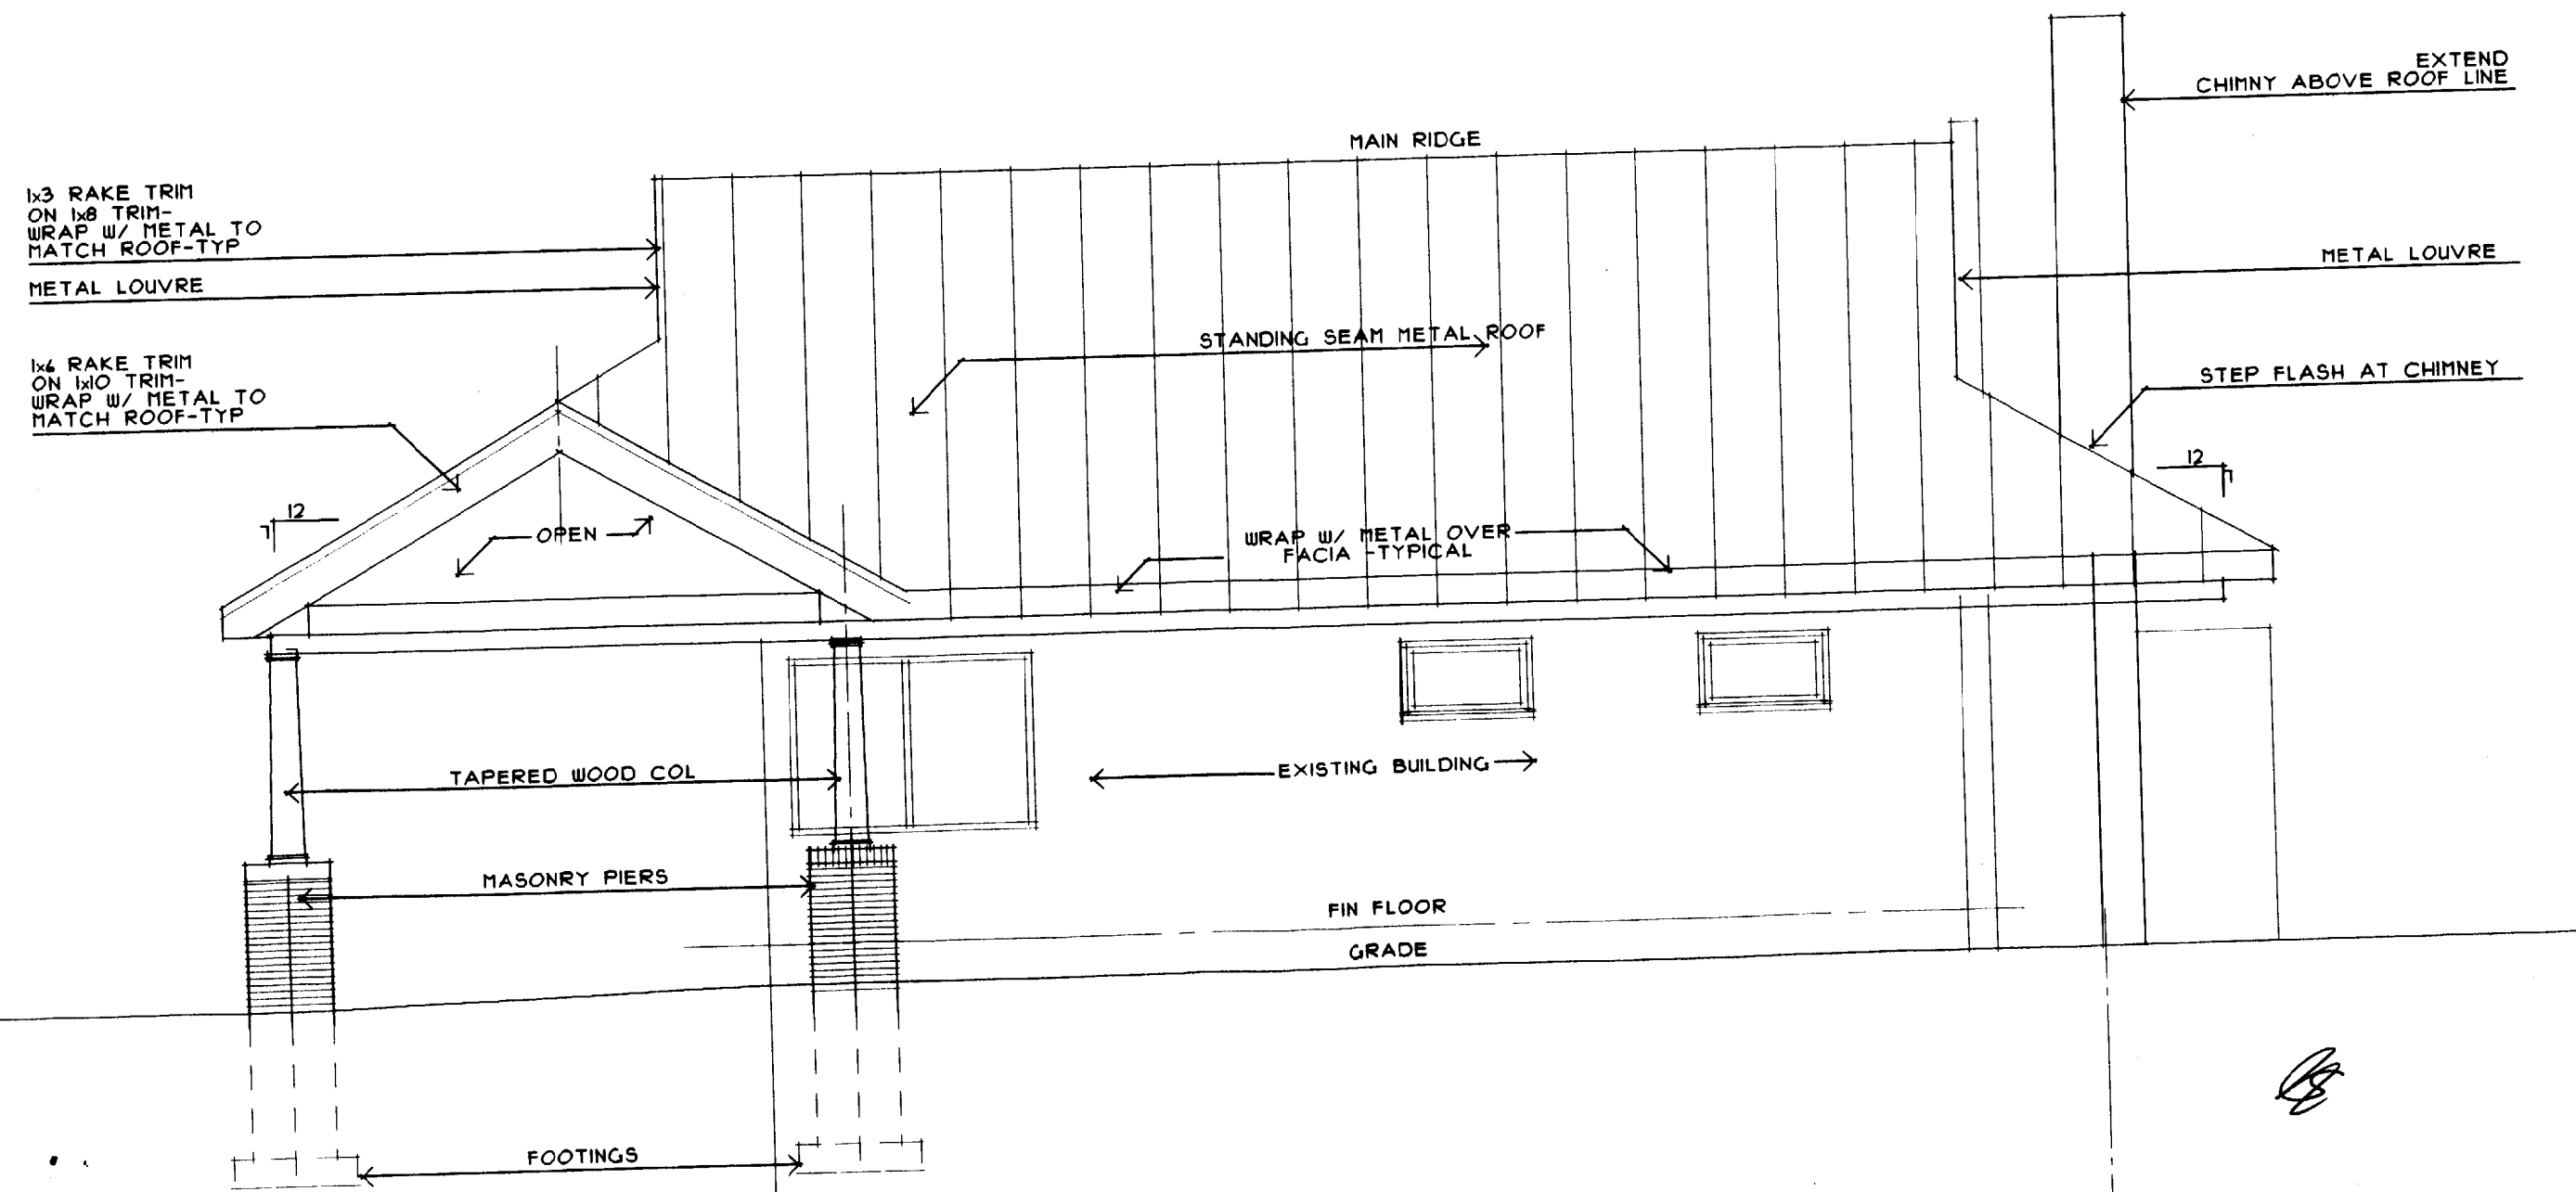 EXTEND
CHIMNY ABOVE ROOF LINE
MAIN RIDGE
1x3 RAKE TRIM
ON 1x8 TRIM-
WRAP W/ METAL TO
MATCH ROOF-TYP
METAL LOUVRE
METAL LOUVRE
STANDING SEAM METAL ROOF
1x6 RAKE TRIM
ON 1x10 TRIM-
WRAP W/ METAL TO
MATCH ROOF-TYP
STEP FLASH AT CHIMNEY
12
7
12
7
OPEN
WRAP W/ METAL OVER
FACIA -TYPICAL
TAPERED WOOD COL
EXISTING BUILDING
MASONRY PIERS
FIN FLOOR
GRADE
FOOTINGS